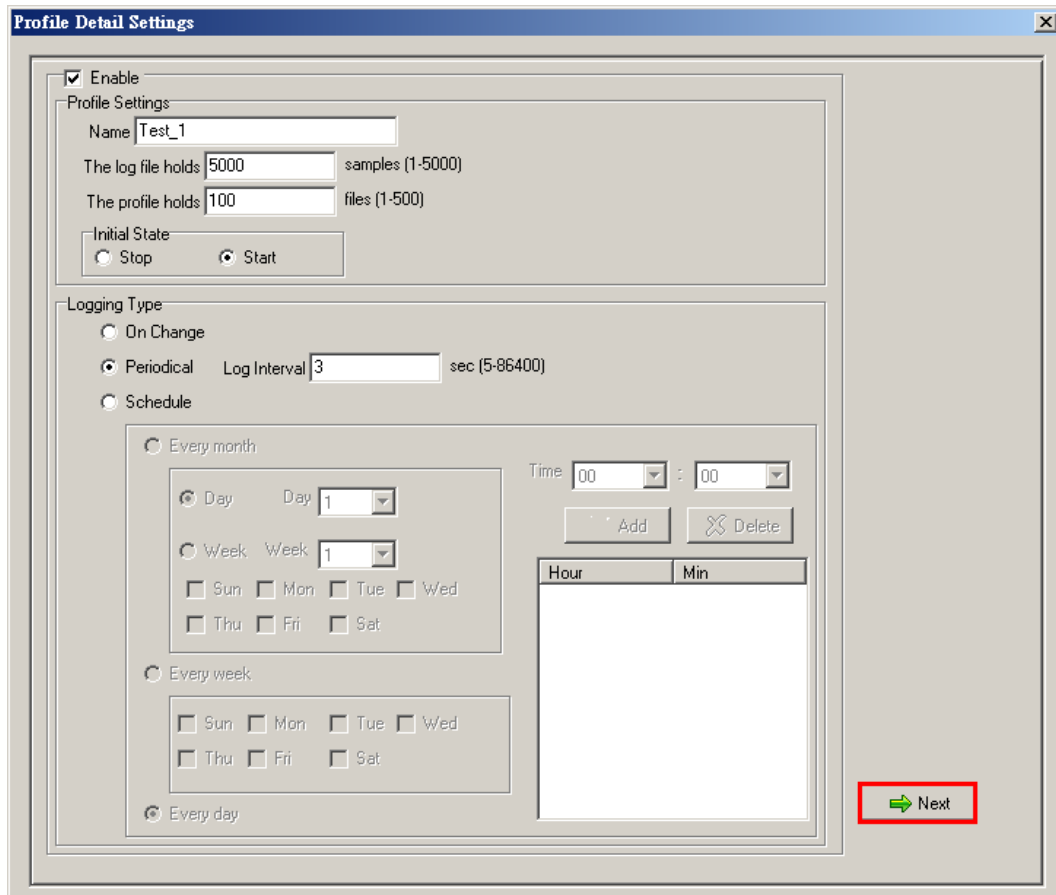 Profile Detail Settings
Enable
Profile Settings
Name Test_1
The log file holds 5000 samples (1-5000)
The profile holds 100 files (1-500)
Initial State
Stop Start
Logging Type
On Change
Periodical Log Interval 3 sec (5-86400)
Schedule
Every month
Day Day 1
Week Week 1
Sun Mon Tue Wed
Thu Fri Sat
Every week
Sun Mon Tue Wed
Thu Fri Sat
Every day
Time 00 : 00
Add Delete
Hour Min
Next